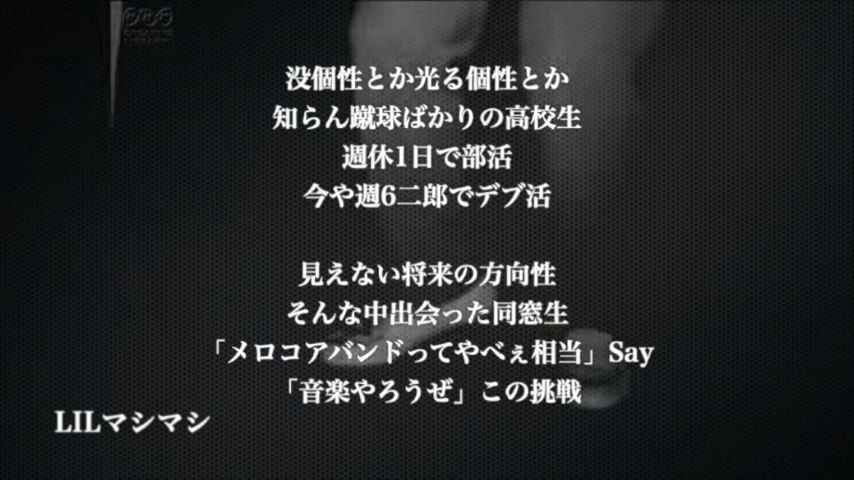 NHK
CREATIVE
LIBRARY
没個性とか光る個性とか
知らん蹴球ばかりの高校生
週休1日で部活
今や週6二郎でデブ活
見えない将来の方向性
そんな中出会った同窓生
「メロコアバンドってやべぇ相当」Say
「音楽やろうぜ」この挑戦
LILマシマシ